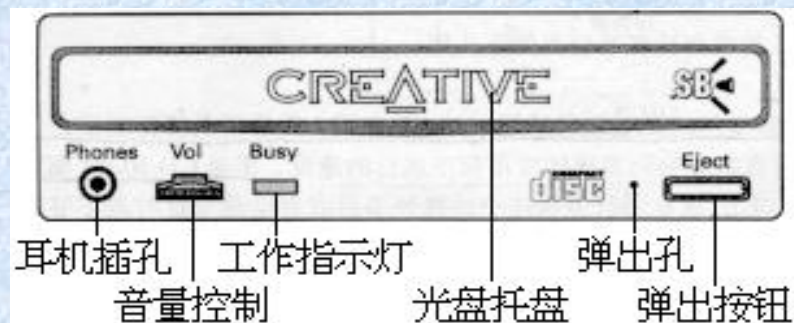 CREATIVE SB
Phones Vol Busy COMPACT disc Eject
耳机插孔 工作指示灯 弹出孔
音量控制 光盘托盘 弹出按钮